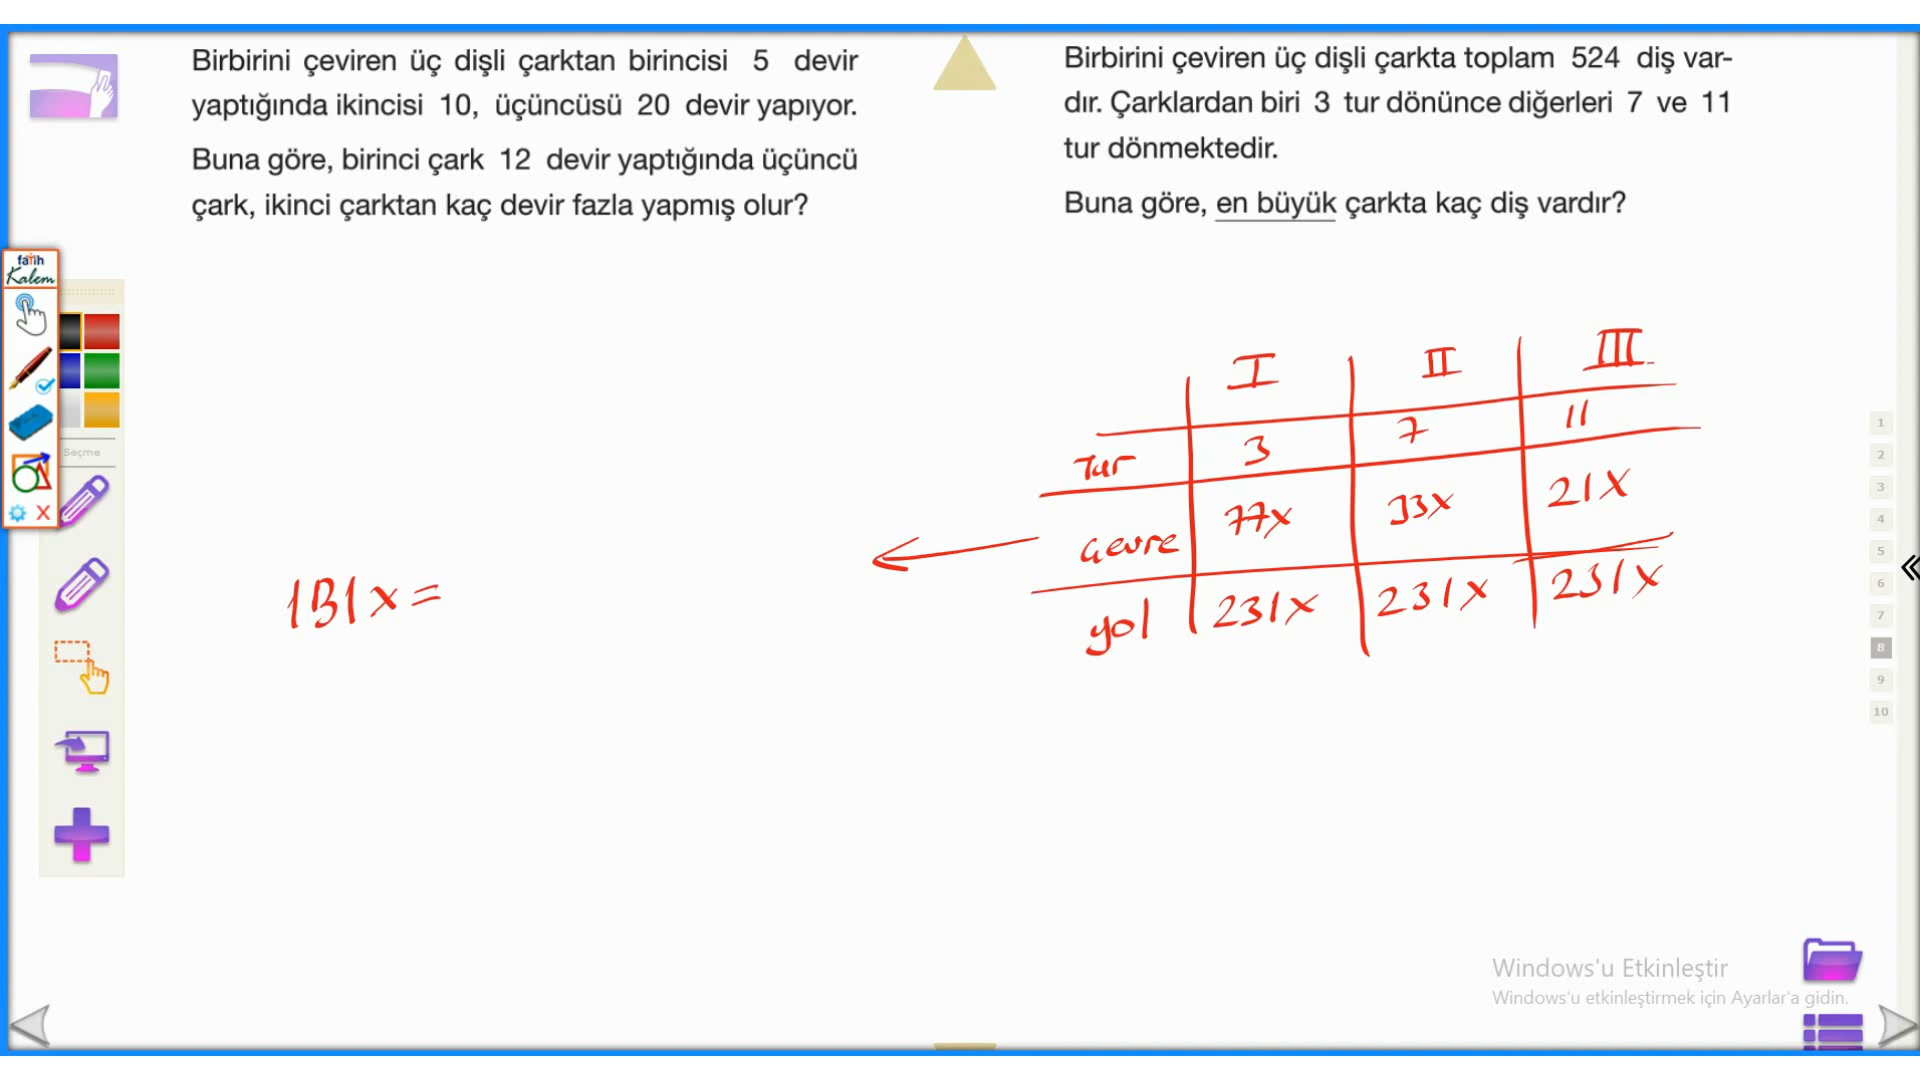 Birbirini çeviren üç dişli çarktan birincisi 5 devir
yaptığında ikincisi 10, üçüncüsü 20 devir yapıyor.
Buna göre, birinci çark 12 devir yaptığında üçüncü
çark, ikinci çarktan kaç devir fazla yapmış olur?
Birbirini çeviren üç dişli çarkta toplam 524 diş var-
dır. Çarklardan biri 3 tur dönünce diğerleri 7 ve 11
tur dönmektedir.
Buna göre, en büyük çarkta kaç diş vardır?
fatih
Kalem
Seçme
I II III
Tur 3 7 11
çevre 77x 33x 21x
yol 231x 231x 231x
131x =
1
2
3
4
5
6
7
8
9
10
Windows'u Etkinleştir
Windows'u etkinleştirmek için Ayarlar'a gidin.